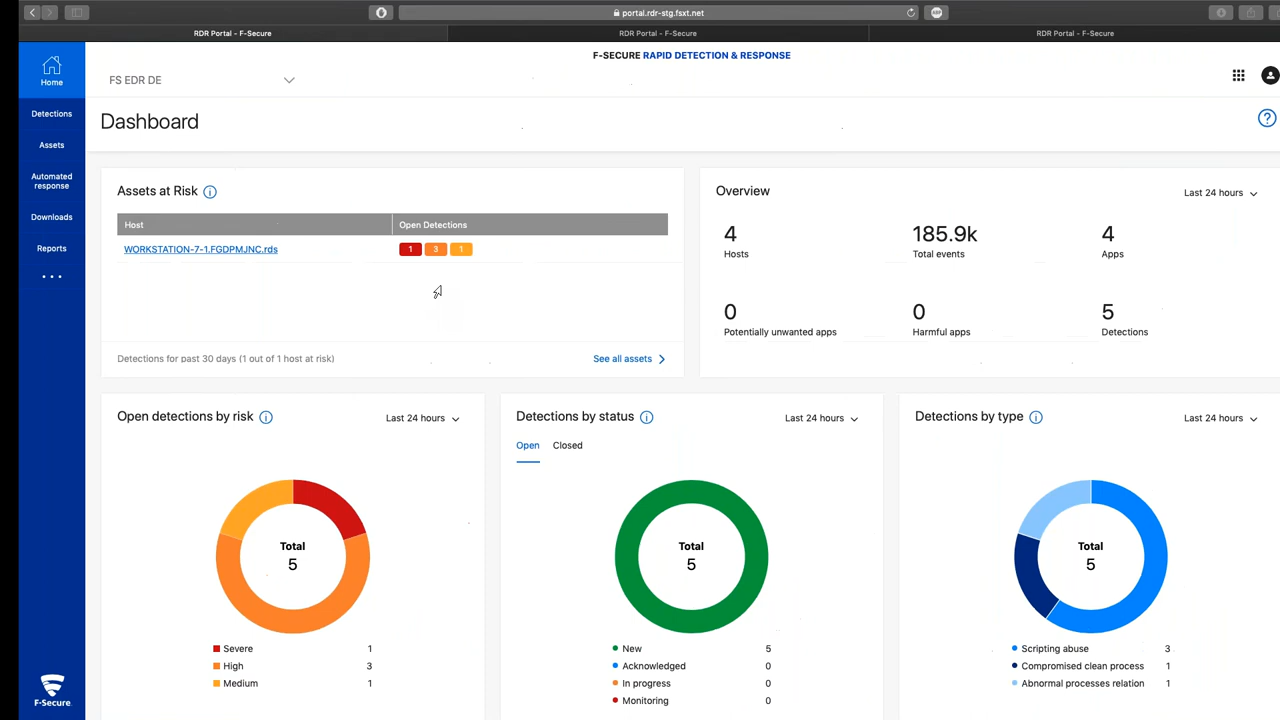 portal.rdr-stg.fsxt.net
RDR Portal - F-Secure
RDR Portal - F-Secure
RDR Portal - F-Secure
Home
Detections
Assets
Automated
response
Downloads
Reports
F-Secure
F-SECURE RAPID DETECTION & RESPONSE
FS EDR DE
Dashboard
Assets at Risk
Host Open Detections
WORKSTATION-7-1.FGDPMJNC.rds 1 3 1
Detections for past 30 days (1 out of 1 host at risk) See all assets
Overview Last 24 hours
4 185.9k 4
Hosts Total events Apps
0 0 5
Potentially unwanted apps Harmful apps Detections
Open detections by risk Last 24 hours
Total
5
Severe 1
High 3
Medium 1
Detections by status Last 24 hours
Open Closed
Total
5
New 5
Acknowledged 0
In progress 0
Monitoring 0
Detections by type Last 24 hours
Total
5
Scripting abuse 3
Compromised clean process 1
Abnormal processes relation 1